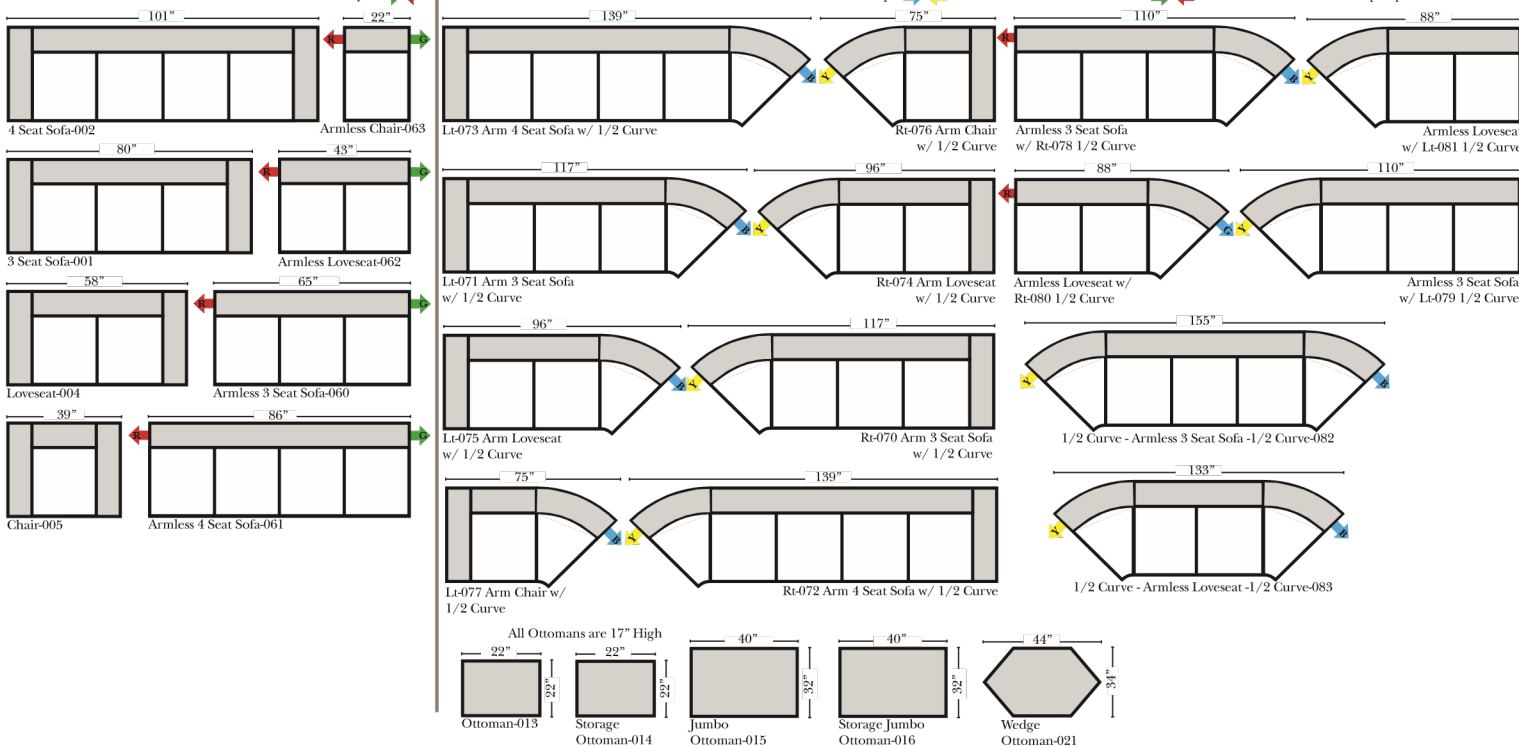 101”
22”
R
G
4 Seat Sofa-002
Armless Chair-063
80”
43”
R
G
3 Seat Sofa-001
Armless Loveseat-062
58”
65”
R
G
Loveseat-004
Armless 3 Seat Sofa-060
39”
86”
R
G
Chair-005
Armless 4 Seat Sofa-061
139”
75”
B
Y
Lt-073 Arm 4 Seat Sofa w/ 1/2 Curve
Rt-076 Arm Chair
w/ 1/2 Curve
110”
88”
R
B
Y
Armless 3 Seat Sofa
w/ Rt-078 1/2 Curve
Armless Loveseat
w/ Lt-081 1/2 Curve
117”
96”
B
Y
Lt-071 Arm 3 Seat Sofa
w/ 1/2 Curve
Rt-074 Arm Loveseat
w/ 1/2 Curve
88”
110”
R
C
Y
Armless Loveseat w/
Rt-080 1/2 Curve
Armless 3 Seat Sofa
w/ Lt-079 1/2 Curve
96”
117”
B
Y
Lt-075 Arm Loveseat
w/ 1/2 Curve
Rt-070 Arm 3 Seat Sofa
w/ 1/2 Curve
155”
Y
B
1/2 Curve - Armless 3 Seat Sofa -1/2 Curve-082
75”
139”
B
Y
Lt-077 Arm Chair w/
1/2 Curve
Rt-072 Arm 4 Seat Sofa w/ 1/2 Curve
133”
Y
B
1/2 Curve - Armless Loveseat -1/2 Curve-083
All Ottomans are 17” High
22”
22”
Ottoman-013
22”
22”
Storage
Ottoman-014
40”
32”
Jumbo
Ottoman-015
40”
32”
Storage Jumbo
Ottoman-016
44”
34”
Wedge
Ottoman-021